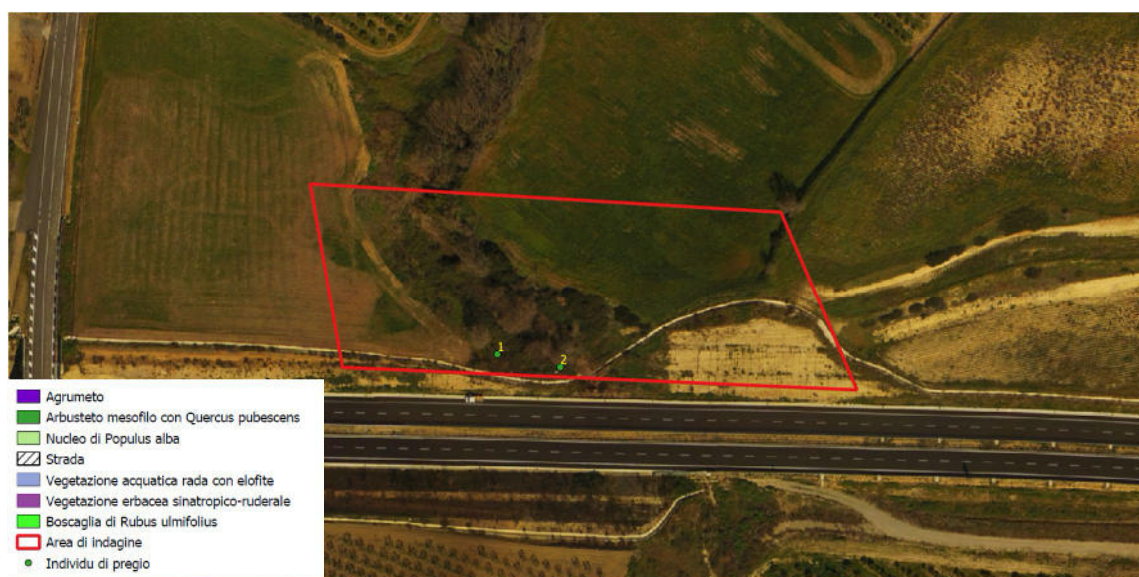 1
2
Agrumeto
Arbusteto mesofilo con Quercus pubescens
Nucleo di Populus alba
Strada
Vegetazione acquatica rada con elofite
Vegetazione erbacea sinatropico-ruderale
Boscaglia di Rubus ulmifolius
Area di indagine
Individu di pregio